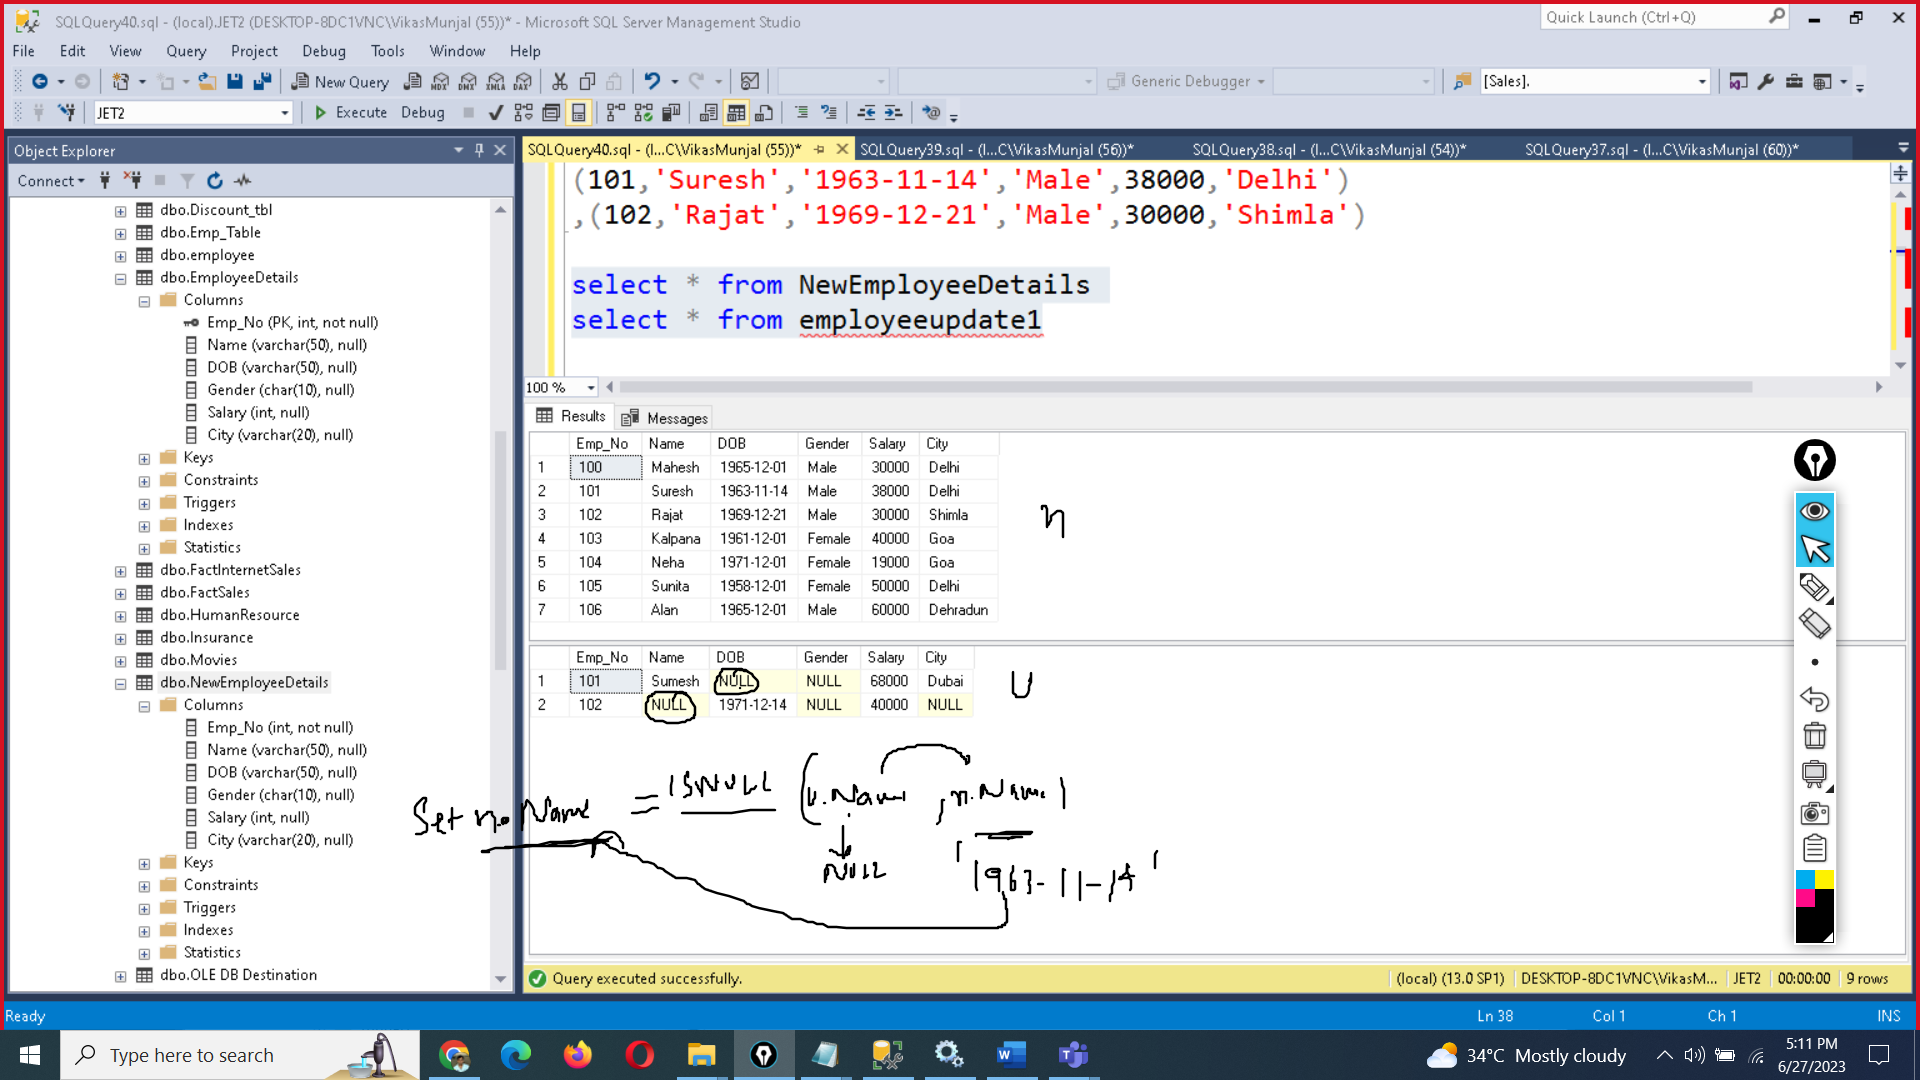 SQLQuery40.sql - (local).JET2 (DESKTOP-8DC1VNC\VikasMunjal (55))* - Microsoft SQL Server Management Studio
Quick Launch (Ctrl+Q)
File Edit View Query Project Debug Tools Window Help
New Query MDX DMX XMLA DAX Generic Debugger [Sales].
JET2 Execute Debug
Object Explorer
Connect
dbo.Discount_tbl
dbo.Emp_Table
dbo.employee
dbo.EmployeeDetails
Columns
Emp_No (PK, int, not null)
Name (varchar(50), null)
DOB (varchar(50), null)
Gender (char(10), null)
Salary (int, null)
City (varchar(20), null)
Keys
Constraints
Triggers
Indexes
Statistics
dbo.FactInternetSales
dbo.FactSales
dbo.HumanResource
dbo.Insurance
dbo.Movies
dbo.NewEmployeeDetails
Columns
Emp_No (int, not null)
Name (varchar(50), null)
DOB (varchar(50), null)
Gender (char(10), null)
Salary (int, null)
City (varchar(20), null)
Keys
Constraints
Triggers
Indexes
Statistics
dbo.OLE DB Destination
SQLQuery40.sql - (l...C\VikasMunjal (55))* SQLQuery39.sql - (l...C\VikasMunjal (56))* SQLQuery38.sql - (l...C\VikasMunjal (54))* SQLQuery37.sql - (l...C\VikasMunjal (60))*
(101,'Suresh','1963-11-14','Male',38000,'Delhi')
,(102,'Rajat','1969-12-21','Male',30000,'Shimla')
select * from NewEmployeeDetails
select * from employeeupdate1
100 %
Results Messages
Emp_No Name DOB Gender Salary City
1 100 Mahesh 1965-12-01 Male 30000 Delhi
2 101 Suresh 1963-11-14 Male 38000 Delhi
3 102 Rajat 1969-12-21 Male 30000 Shimla
4 103 Kalpana 1961-12-01 Female 40000 Goa
5 104 Neha 1971-12-01 Female 19000 Goa
6 105 Sunita 1958-12-01 Female 50000 Delhi
7 106 Alan 1965-12-01 Male 60000 Dehradun
n
Emp_No Name DOB Gender Salary City
1 101 Sumesh NULL NULL 68000 Dubai
2 102 NULL 1971-12-14 NULL 40000 NULL
U
Set n.Name = ISNULL (U.Name , n.Name)
NULL '1963-11-14'
Query executed successfully. (local) (13.0 SP1) DESKTOP-8DC1VNC\VikasM... JET2 00:00:00 9 rows
Ready Ln 38 Col 1 Ch 1 INS
Type here to search 34°C Mostly cloudy 5:11 PM
6/27/2023